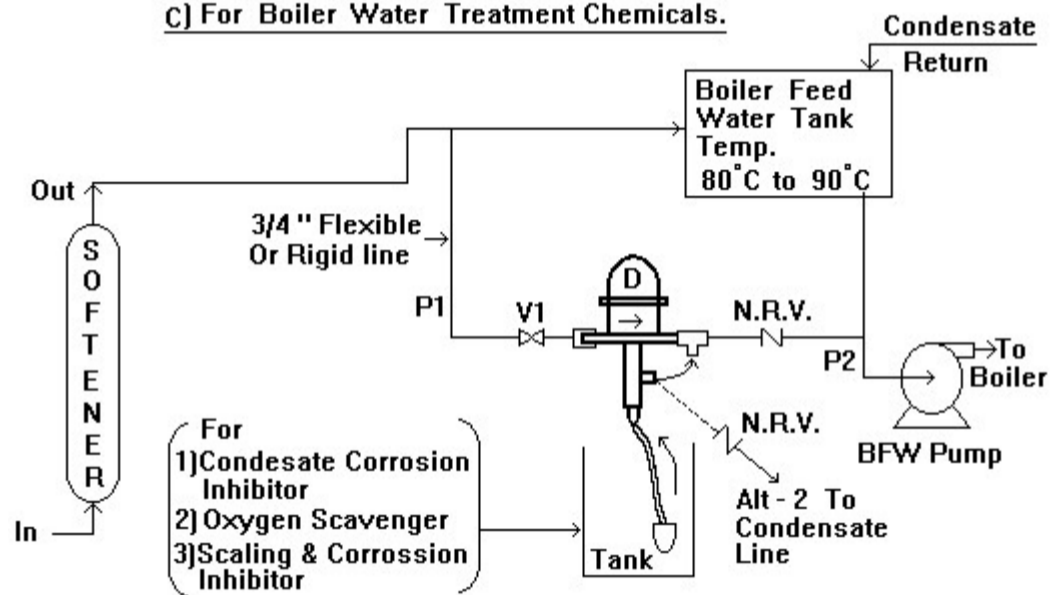 C) For Boiler Water Treatment Chemicals.
Condensate
Return
Boiler Feed
Water Tank
Temp.
80°C to 90°C
Out
SOFTENER
In
3/4 " Flexible
Or Rigid line
P1
V1
D
N.R.V.
P2
To
Boiler
BFW Pump
N.R.V.
Alt - 2 To
Condensate
Line
For
1)Condesate Corrosion
Inhibitor
2) Oxygen Scavenger
3)Scaling & Corrossion
Inhibitor
Tank